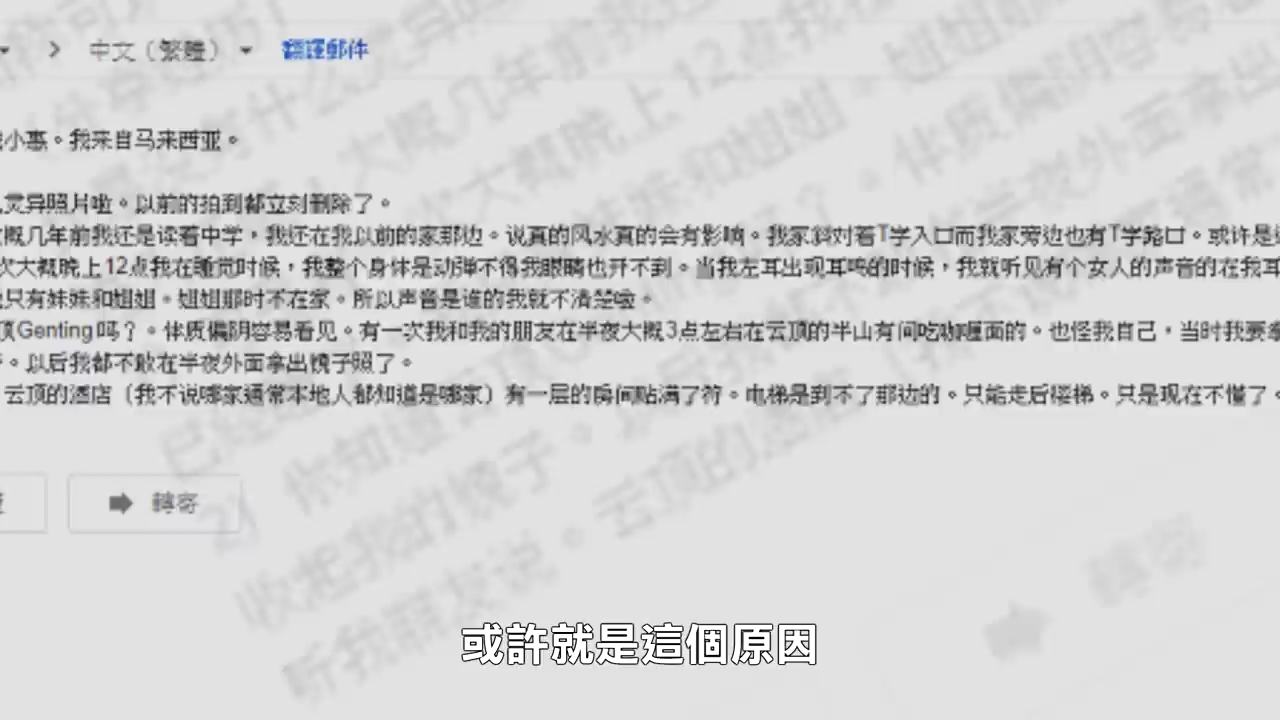 中文（繁體） 翻譯郵件
小惠。我来自马来西亚。
灵异照片啦。以前的拍到都立刻删除了。
概几年前我还是读着中学，我还在我以前的家那边。说真的风水真的会有影响。我家斜对着T字入口而我家旁边也有T字路口。或许是
次大概晚上12点我在睡觉时候，我整个身体是动弹不得我眼睛也开不到。当我左耳出现耳鸣的时候，我就听见有个女人的声音的在我耳
只有妹妹和姐姐。姐姐那时不在家。所以声音是谁的我就不清楚啦。
顶Genting吗？。体质偏阴容易看见。有一次我和我的朋友在半夜大概3点左右在云顶的半山有间吃咖喱面的。也怪我自己，当时我要
。以后我都不敢在半夜外面拿出镜子照了。
云顶的酒店（我不说哪家通常本地人都知道是哪家）有一层的房间贴满了符。电梯是到不了那边的。只能走后楼梯。只是现在不懂了。
轉寄
或許就是這個原因